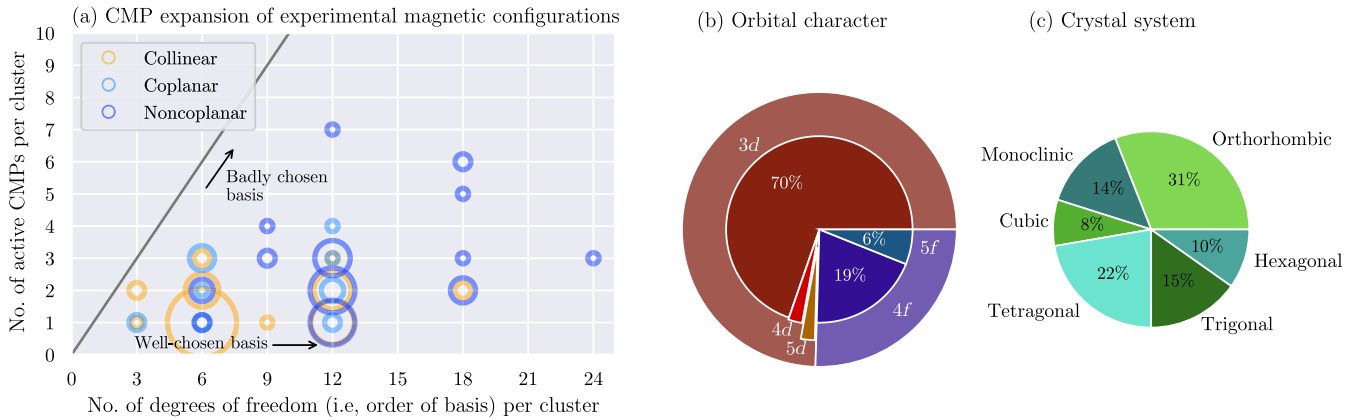 (a) CMP expansion of experimental magnetic configurations
No. of active CMPs per cluster
10
9
8
7
6
5
4
3
2
1
0
Collinear
Coplanar
Noncoplanar
Badly chosen
basis
Well-chosen basis
0 3 6 9 12 15 18 21 24
No. of degrees of freedom (i.e, order of basis) per cluster
(b) Orbital character
3d
70%
6%
5f
19%
4f
4d
5d
(c) Crystal system
Orthorhombic
31%
Monoclinic
14%
Cubic
8%
Tetragonal
22%
Trigonal
15%
Hexagonal
10%